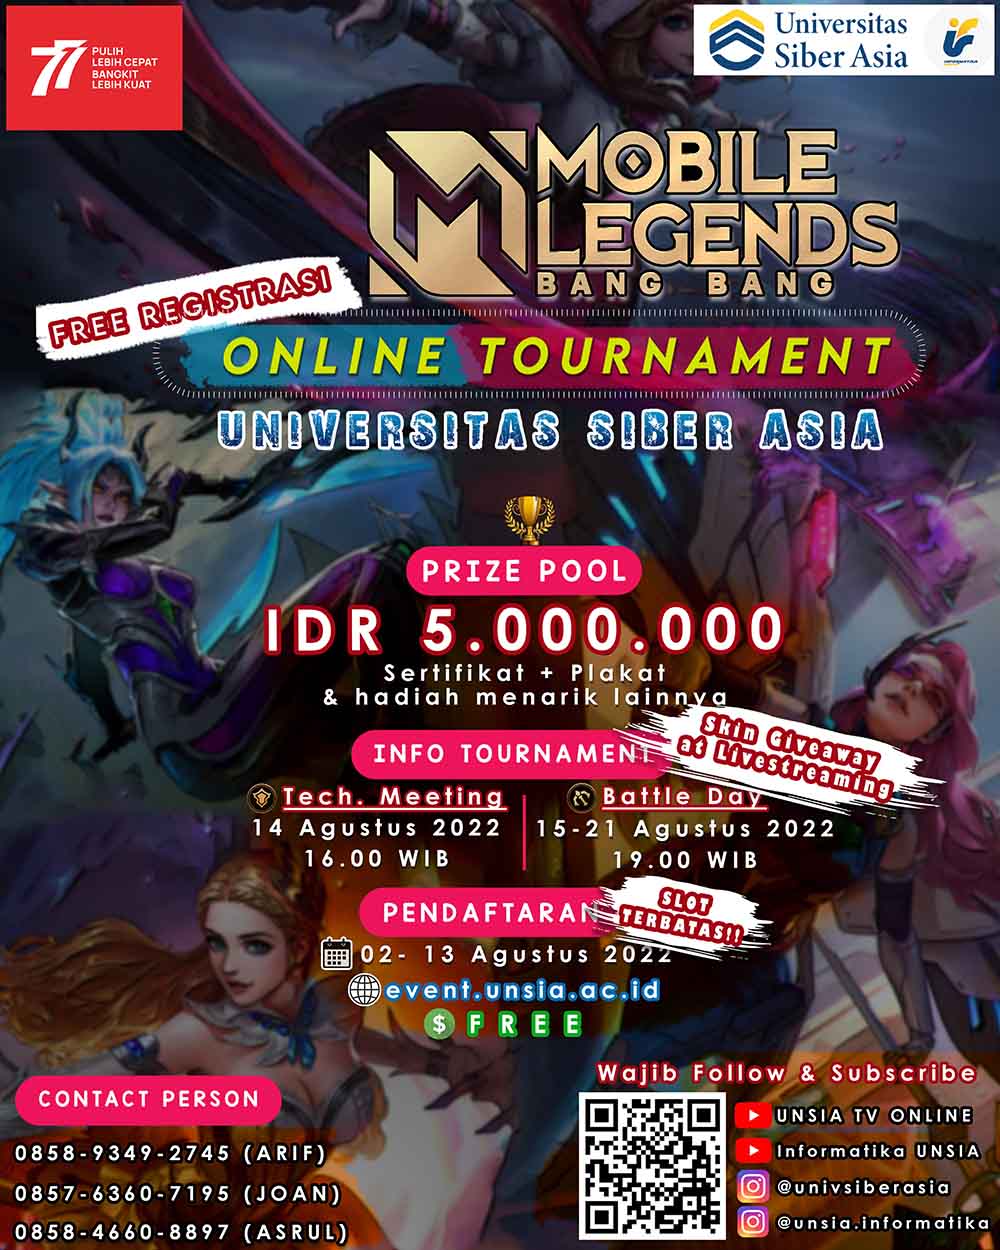 77
PULIH
LEBIH CEPAT
BANGKIT
LEBIH KUAT
Universitas
Siber Asia
MOBILE
LEGENDS
BANG BANG
FREE REGISTRASI
ONLINE TOURNAMENT
UNIVERSITAS SIBER ASIA
PRIZE POOL
IDR 5.000.000
Sertifikat + Plakat
& hadiah menarik lainnya
Skin Giveaway
at Livestreaming
INFO TOURNAMENT
Tech. Meeting
14 Agustus 2022
16.00 WIB
Battle Day
15-21 Agustus 2022
19.00 WIB
PENDAFTARAN
SLOT
TERBATAS!!
02- 13 Agustus 2022
event.unsia.ac.id
$ FREE
CONTACT PERSON
0858-9349-2745 (ARIF)
0857-6360-7195 (JOAN)
0858-4660-8897 (ASRUL)
Wajib Follow & Subscribe
UNSIA TV ONLINE
Informatika UNSIA
@univsiberasia
@unsia.informatika